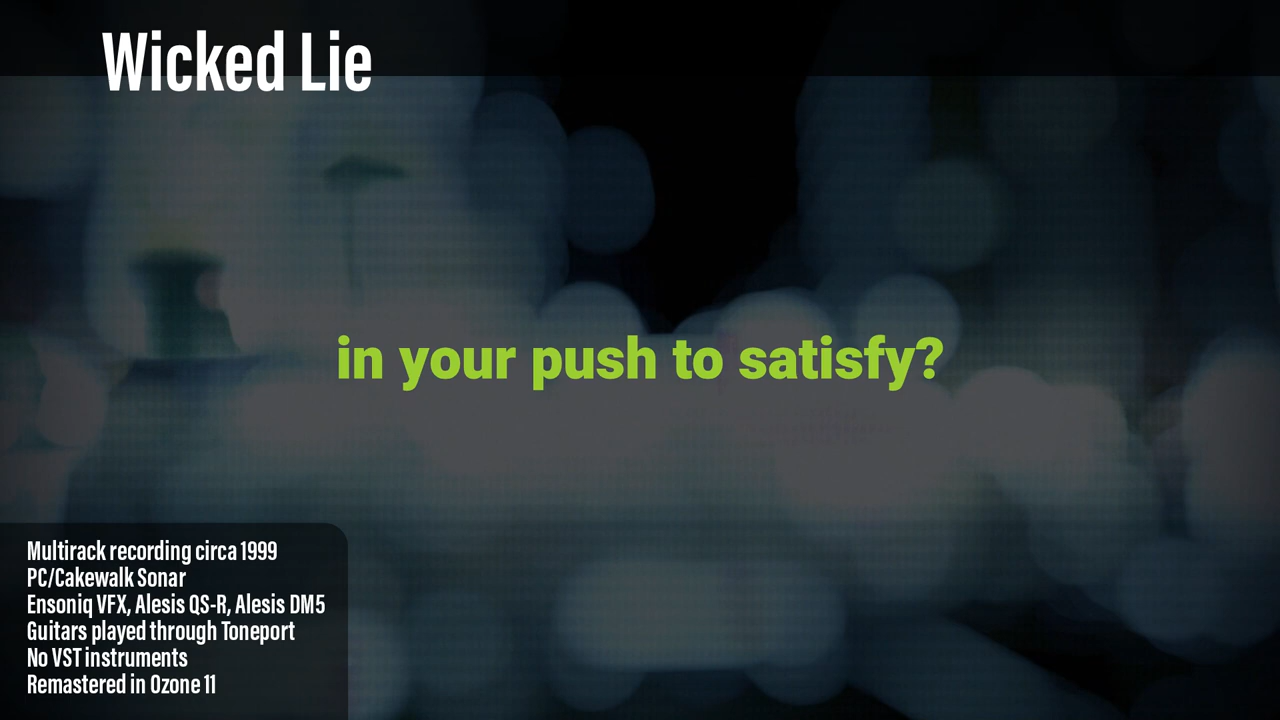 Wicked Lie
in your push to satisfy?
Multirack recording circa 1999
PC/Cakewalk Sonar
Ensoniq VFX, Alesis QS-R, Alesis DM5
Guitars played through Toneport
No VST instruments
Remastered in Ozone 11